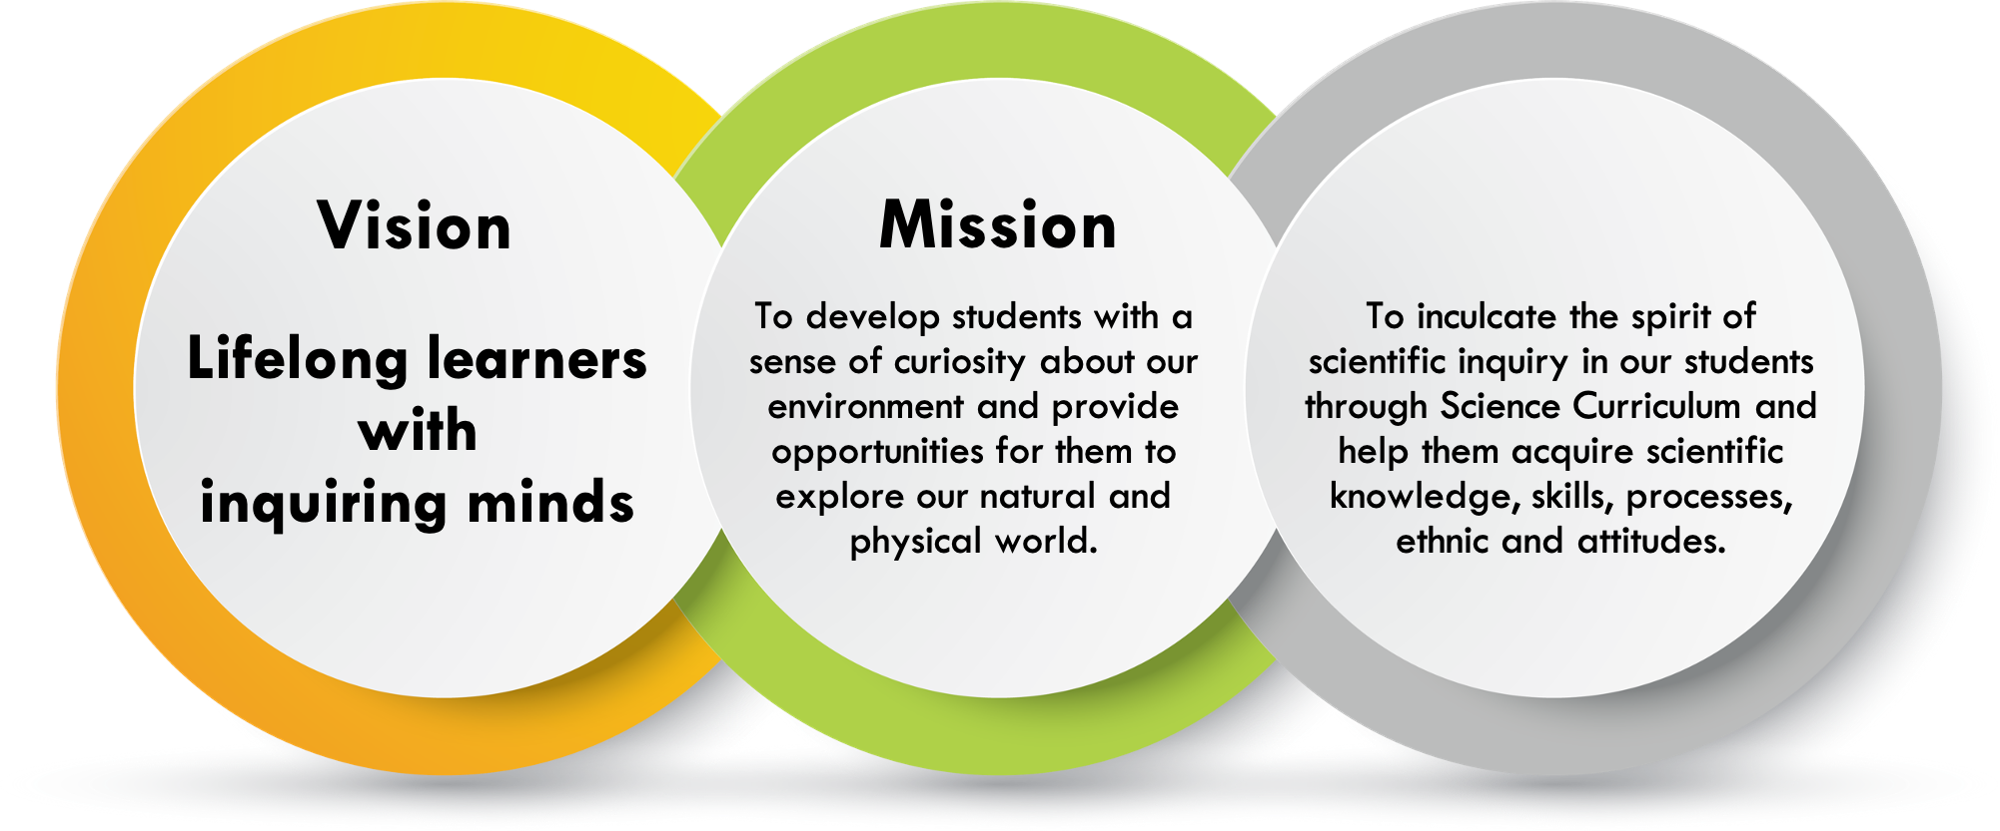 Vision
Lifelong learners
with
inquiring minds
Mission
To develop students with a
sense of curiosity about our
environment and provide
opportunities for them to
explore our natural and
physical world.
To inculcate the spirit of
scientific inquiry in our students
through Science Curriculum and
help them acquire scientific
knowledge, skills, processes,
ethnic and attitudes.